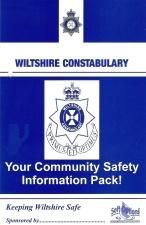 WILTSHIRE CONSTABULARY
Your Community Safety
Information Pack!
Keeping Wiltshire Safe
Sponsored by